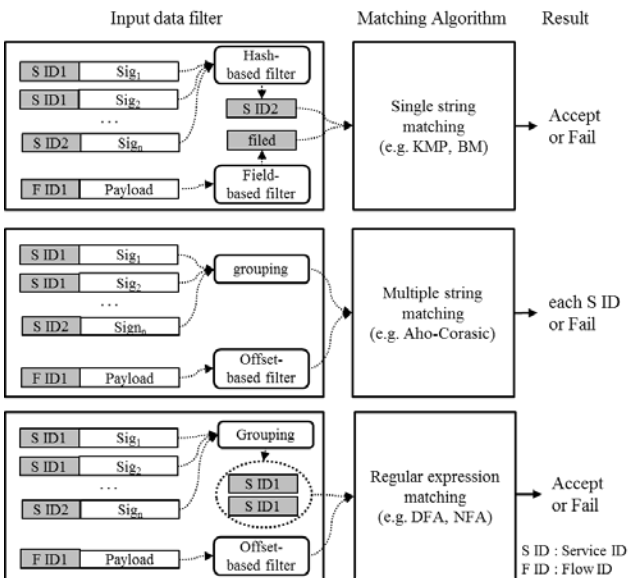 Input data filter
Matching Algorithm
Result
S ID1 Sig1
S ID1 Sig2
...
S ID2 Sign
F ID1 Payload
Hash-
based filter
S ID2
filed
Field-
based filter
Single string
matching
(e.g. KMP, BM)
Accept
or Fail
S ID1 Sig1
S ID1 Sig2
...
S ID2 Signn
F ID1 Payload
grouping
Offset-
based filter
Multiple string
matching
(e.g. Aho-Corasic)
each S ID
or Fail
S ID1 Sig1
S ID1 Sig2
...
S ID2 Sign
F ID1 Payload
Grouping
S ID1
S ID1
Offset-
based filter
Regular expression
matching
(e.g. DFA, NFA)
Accept
or Fail
S ID : Service ID
F ID : Flow ID